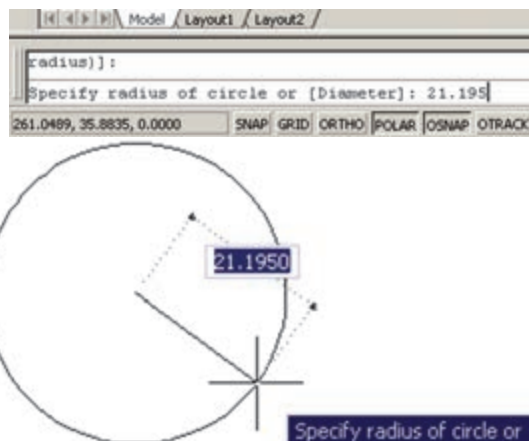 Model / Layout1 / Layout2 /
radius)]:
Specify radius of circle or [Diameter]: 21.195
261.0489, 35.8835, 0.0000 SNAP GRID ORTHO POLAR OSNAP OTRACK
21.1950
Specify radius of circle or